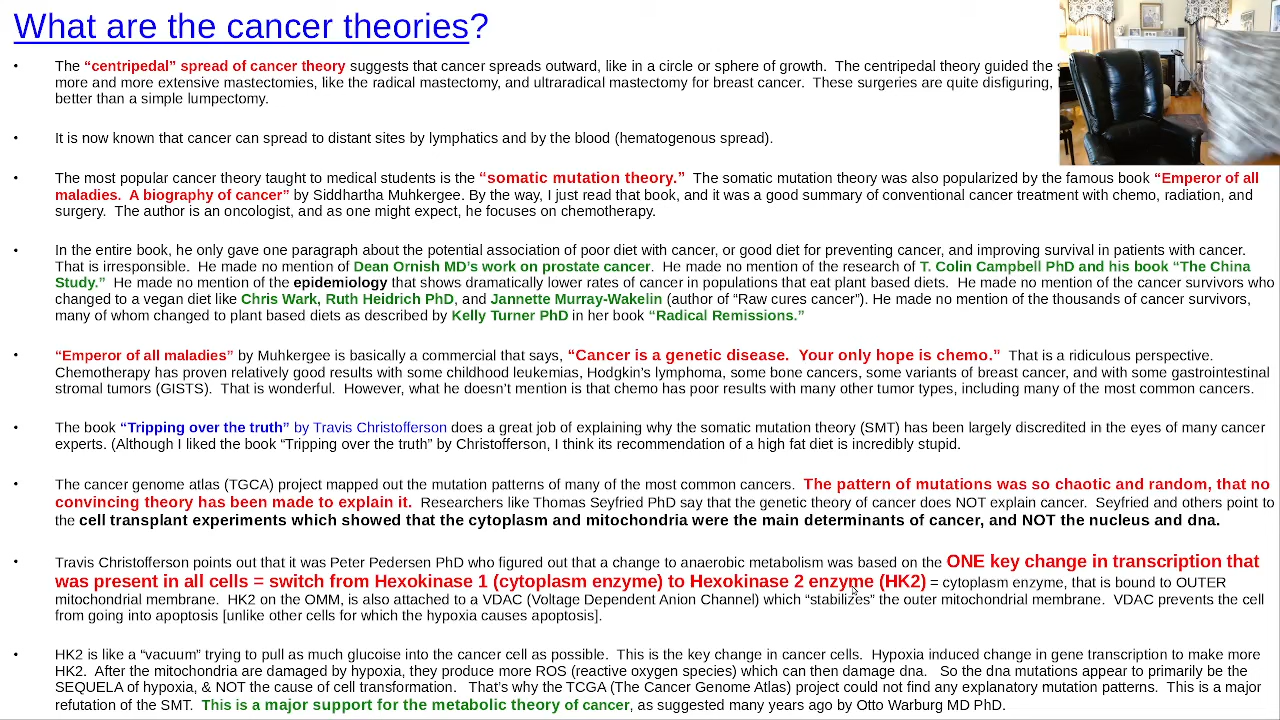 What are the cancer theories?
• The “centripedal” spread of cancer theory suggests that cancer spreads outward, like in a circle or sphere of growth. The centripedal theory guided the
more and more extensive mastectomies, like the radical mastectomy, and ultraradical mastectomy for breast cancer. These surgeries are quite disfiguring,
better than a simple lumpectomy.
• It is now known that cancer can spread to distant sites by lymphatics and by the blood (hematogenous spread).
• The most popular cancer theory taught to medical students is the “somatic mutation theory.” The somatic mutation theory was also popularized by the famous book “Emperor of all
maladies. A biography of cancer” by Siddhartha Muhkergee. By the way, I just read that book, and it was a good summary of conventional cancer treatment with chemo, radiation, and
surgery. The author is an oncologist, and as one might expect, he focuses on chemotherapy.
• In the entire book, he only gave one paragraph about the potential association of poor diet with cancer, or good diet for preventing cancer, and improving survival in patients with cancer.
That is irresponsible. He made no mention of Dean Ornish MD’s work on prostate cancer. He made no mention of the research of T. Colin Campbell PhD and his book “The China
Study.” He made no mention of the epidemiology that shows dramatically lower rates of cancer in populations that eat plant based diets. He made no mention of the cancer survivors who
changed to a vegan diet like Chris Wark, Ruth Heidrich PhD, and Jannette Murray-Wakelin (author of “Raw cures cancer”). He made no mention of the thousands of cancer survivors,
many of whom changed to plant based diets as described by Kelly Turner PhD in her book “Radical Remissions.”
• “Emperor of all maladies” by Muhkergee is basically a commercial that says, “Cancer is a genetic disease. Your only hope is chemo.” That is a ridiculous perspective.
Chemotherapy has proven relatively good results with some childhood leukemias, Hodgkin’s lymphoma, some bone cancers, some variants of breast cancer, and with some gastrointestinal
stromal tumors (GISTS). That is wonderful. However, what he doesn’t mention is that chemo has poor results with many other tumor types, including many of the most common cancers.
• The book “Tripping over the truth” by Travis Christofferson does a great job of explaining why the somatic mutation theory (SMT) has been largely discredited in the eyes of many cancer
experts. (Although I liked the book “Tripping over the truth” by Christofferson, I think its recommendation of a high fat diet is incredibly stupid.
• The cancer genome atlas (TGCA) project mapped out the mutation patterns of many of the most common cancers. The pattern of mutations was so chaotic and random, that no
convincing theory has been made to explain it. Researchers like Thomas Seyfried PhD say that the genetic theory of cancer does NOT explain cancer. Seyfried and others point to
the cell transplant experiments which showed that the cytoplasm and mitochondria were the main determinants of cancer, and NOT the nucleus and dna.
• Travis Christofferson points out that it was Peter Pedersen PhD who figured out that a change to anaerobic metabolism was based on the ONE key change in transcription that
was present in all cells = switch from Hexokinase 1 (cytoplasm enzyme) to Hexokinase 2 enzyme (HK2) = cytoplasm enzyme, that is bound to OUTER
mitochondrial membrane. HK2 on the OMM, is also attached to a VDAC (Voltage Dependent Anion Channel) which “stabilizes” the outer mitochondrial membrane. VDAC prevents the cell
from going into apoptosis [unlike other cells for which the hypoxia causes apoptosis].
• HK2 is like a “vacuum” trying to pull as much glucoise into the cancer cell as possible. This is the key change in cancer cells. Hypoxia induced change in gene transcription to make more
HK2. After the mitochondria are damaged by hypoxia, they produce more ROS (reactive oxygen species) which can then damage dna. So the dna mutations appear to primarily be the
SEQUELA of hypoxia, & NOT the cause of cell transformation. That’s why the TCGA (The Cancer Genome Atlas) project could not find any explanatory mutation patterns. This is a major
refutation of the SMT. This is a major support for the metabolic theory of cancer, as suggested many years ago by Otto Warburg MD PhD.